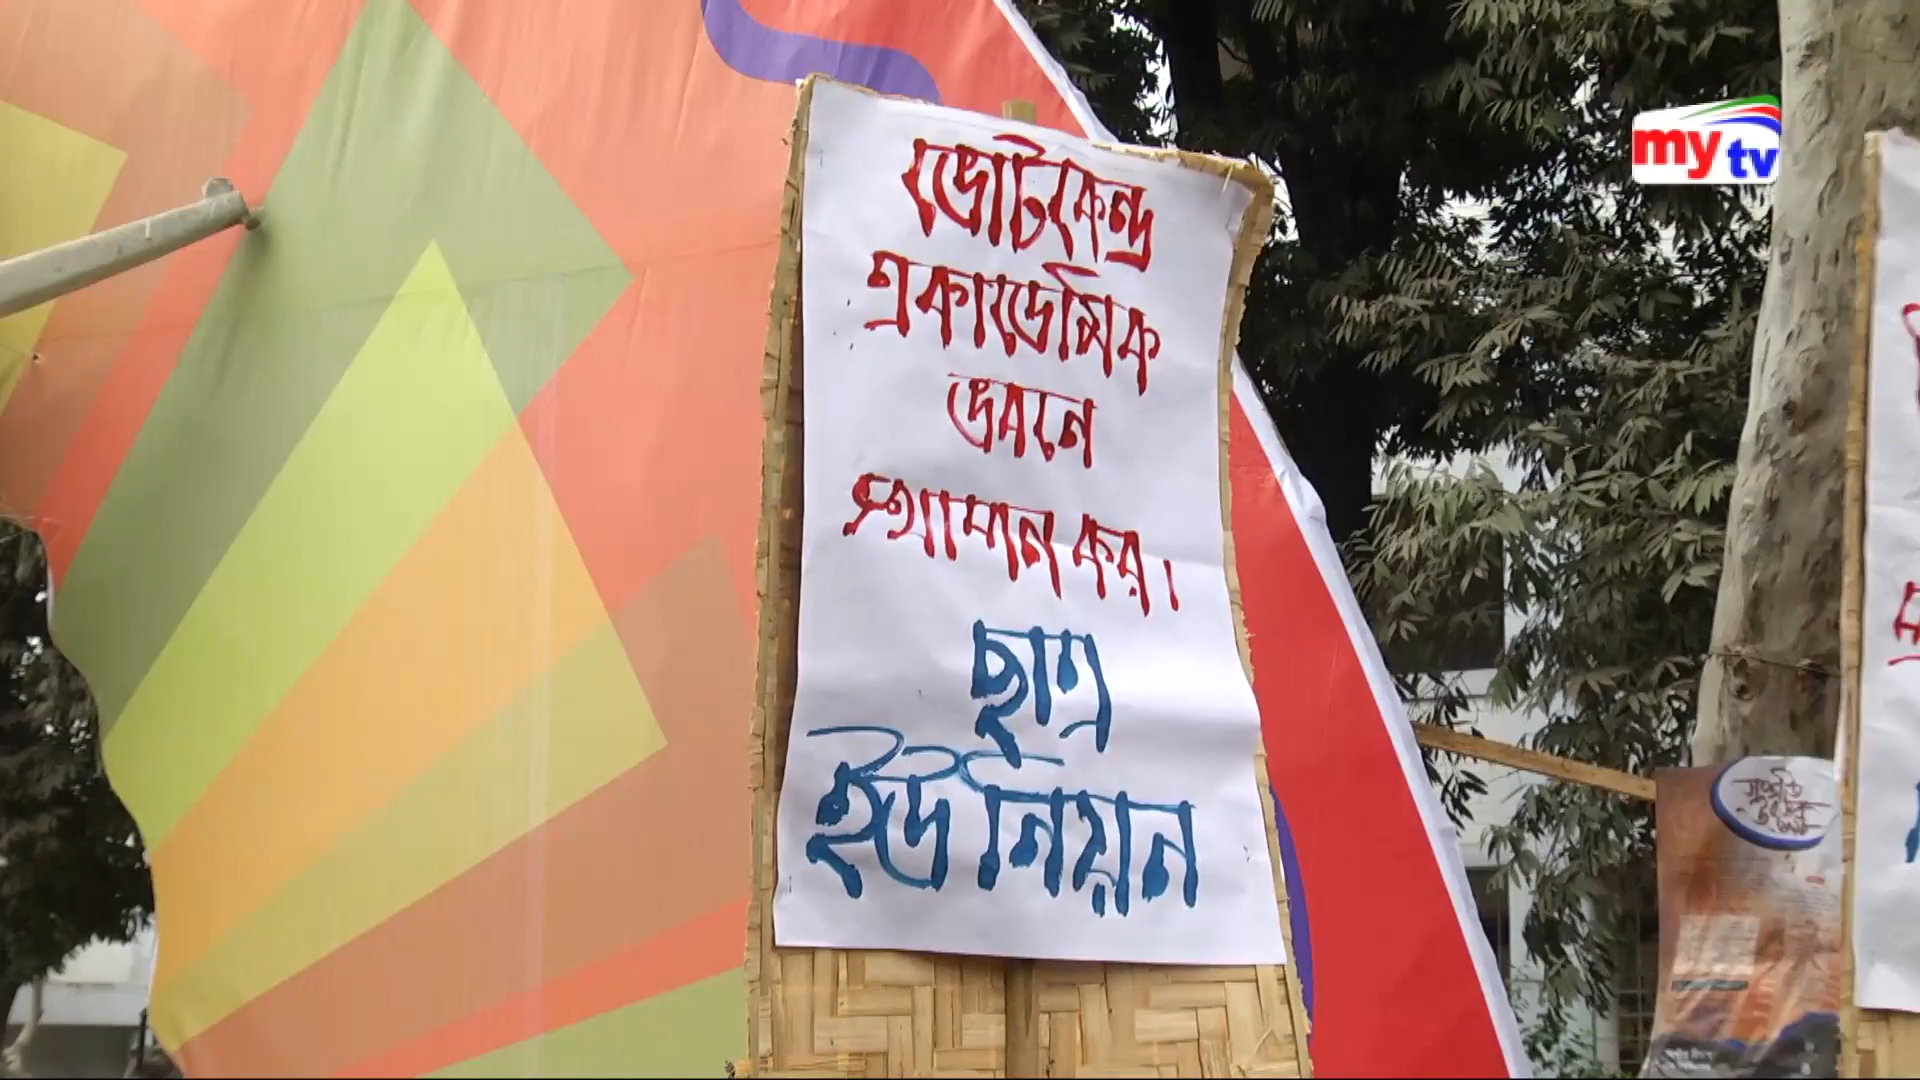 ভোটকেন্দ্র
একাডেমিক
ভবনে
স্থাপন কর।
ছাত্র
ইউনিয়ন
my tv